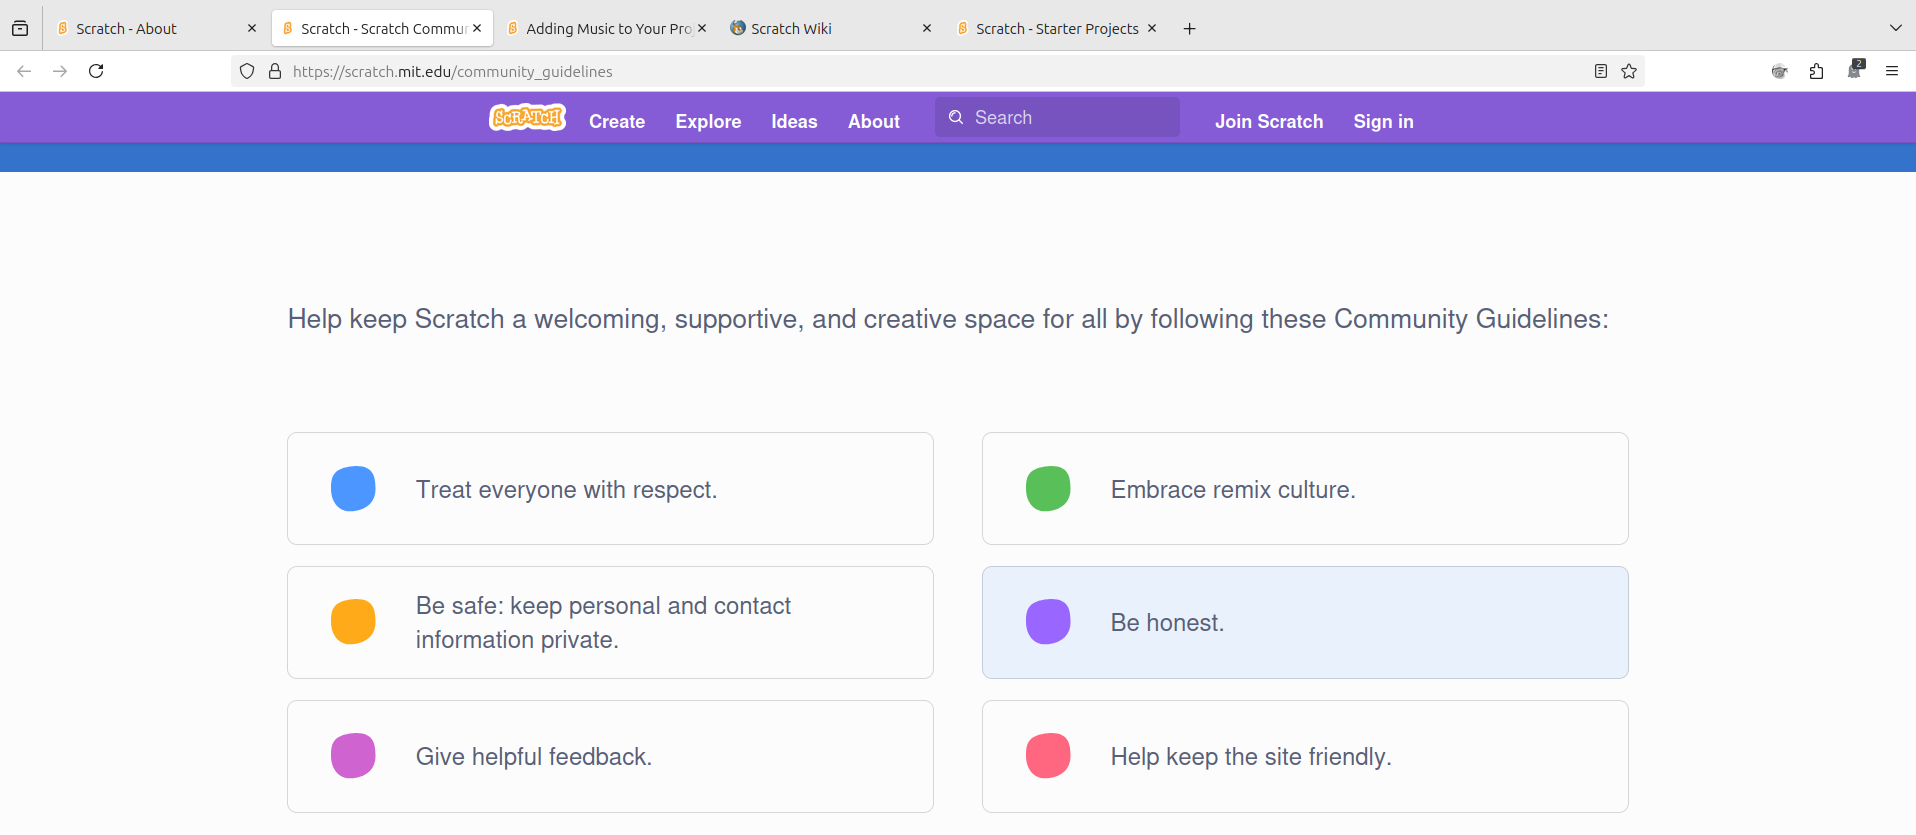 Scratch - About
Scratch - Scratch Commu
Adding Music to Your Pro
Scratch Wiki
Scratch - Starter Projects
https://scratch.mit.edu/community_guidelines
2
SCRATCH
Create
Explore
Ideas
About
Search
Join Scratch
Sign in
Help keep Scratch a welcoming, supportive, and creative space for all by following these Community Guidelines:
Treat everyone with respect.
Embrace remix culture.
Be safe: keep personal and contact
information private.
Be honest.
Give helpful feedback.
Help keep the site friendly.